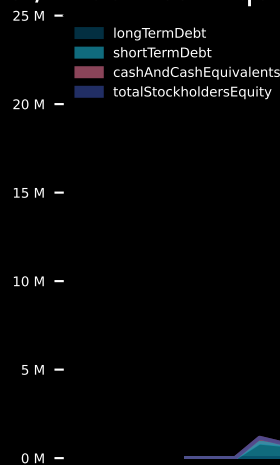 25 M
longTermDebt
shortTermDebt
cashAndCashEquivalents
totalStockholdersEquity
20 M
15 M
10 M
5 M
0 M